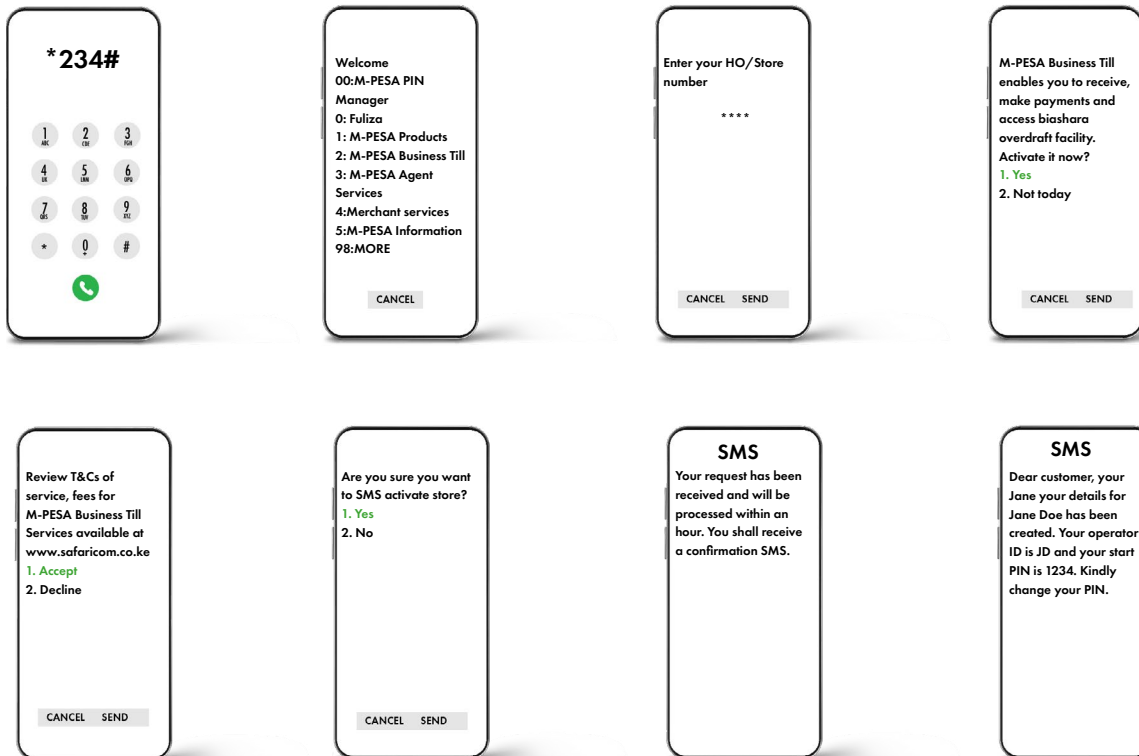 *234#
1
ABC
2
CDE
3
FGH
4
IJK
5
LMN
6
OPQ
7
QRS
8
TUV
9
XYZ
*
0
+
#
Welcome
00:M-PESA PIN
Manager
0: Fuliza
1: M-PESA Products
2: M-PESA Business Till
3: M-PESA Agent
Services
4:Merchant services
5:M-PESA Information
98:MORE
CANCEL
Enter your HO/Store
number
****
CANCEL SEND
M-PESA Business Till
enables you to receive,
make payments and
access biashara
overdraft facility.
Activate it now?
1. Yes
2. Not today
CANCEL SEND
Review T&Cs of
service, fees for
M-PESA Business Till
Services available at
www.safaricom.co.ke
1. Accept
2. Decline
CANCEL SEND
Are you sure you want
to SMS activate store?
1. Yes
2. No
CANCEL SEND
SMS
Your request has been
received and will be
processed within an
hour. You shall receive
a confirmation SMS.
SMS
Dear customer, your
Jane your details for
Jane Doe has been
created. Your operator
ID is JD and your start
PIN is 1234. Kindly
change your PIN.